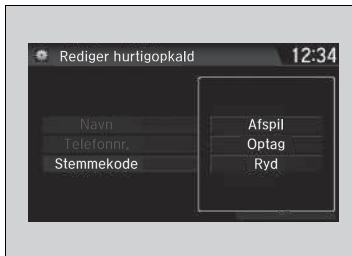 Rediger hurtigopkald
12:34
Navn
Telefonnr.
Stemmekode
Afspil
Optag
Ryd